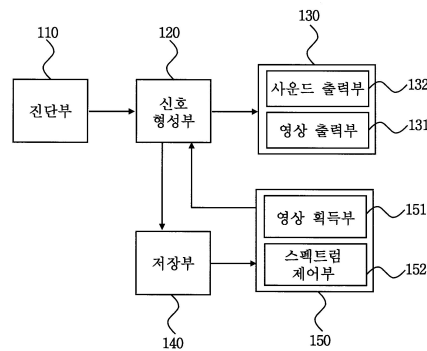 110
120
130
진단부
신호
형성부
사운드 출력부
132
영상 출력부
131
저장부
영상 획득부
151
스펙트럼
제어부
152
140
150